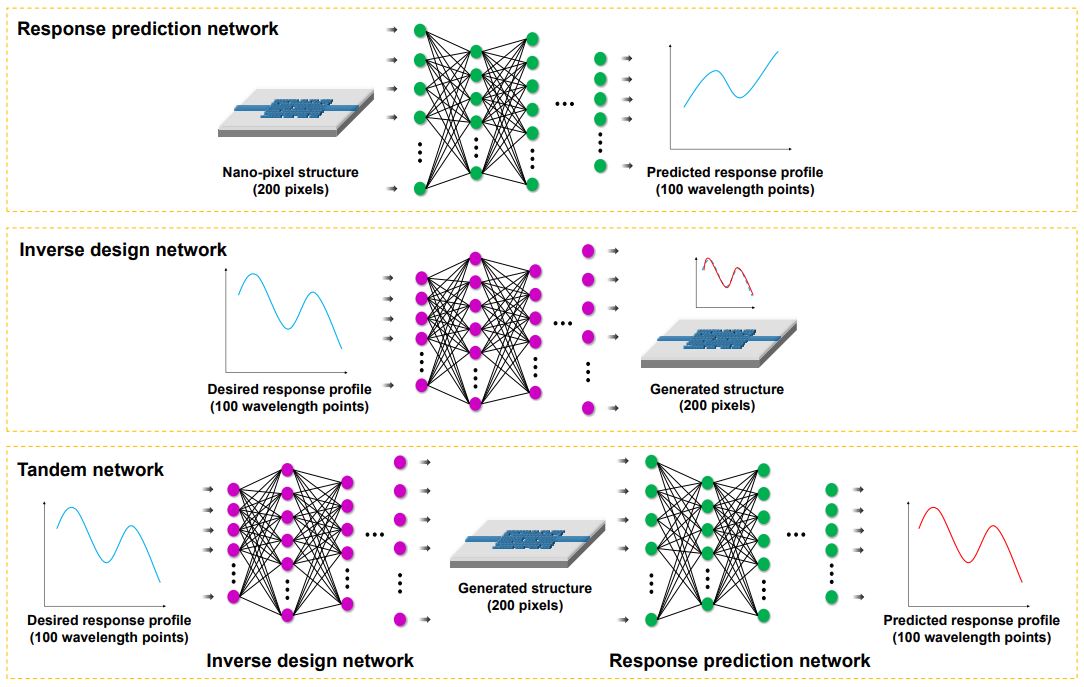 Response prediction network
Nano-pixel structure
(200 pixels)
Predicted response profile
(100 wavelength points)
Inverse design network
Desired response profile
(100 wavelength points)
Generated structure
(200 pixels)
Tandem network
Desired response profile
(100 wavelength points)
Generated structure
(200 pixels)
Predicted response profile
(100 wavelength points)
Inverse design network
Response prediction network